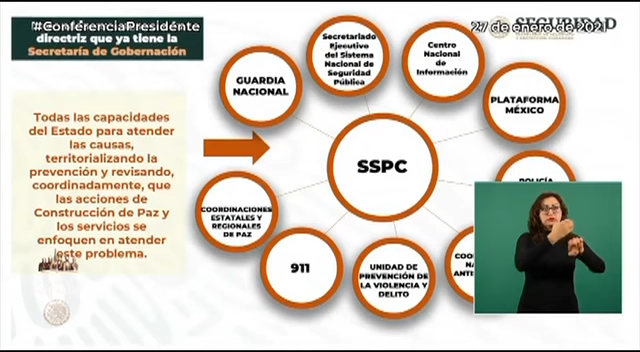 #ConferenciaPresidente
27 de enero de 2021
SEGURIDAD
directriz que ya tiene la
Secretaría de Gobernación
Todas las capacidades
del Estado para atender
las causas,
territorializando la
prevención y revisando,
coordinadamente, que
las acciones de
Construcción de Paz y
los servicios se
enfoquen en atender
este problema.
GUARDIA
NACIONAL
Secretariado
Ejecutivo
del Sistema
Nacional de
Seguridad
Pública
Centro
Nacional
de
Información
PLATAFORMA
MÉXICO
SSPC
POLICÍA
COORDINACIONES
ESTATALES Y
REGIONALES
DE PAZ
911
UNIDAD DE
PREVENCIÓN DE
LA VIOLENCIA Y
DELITO